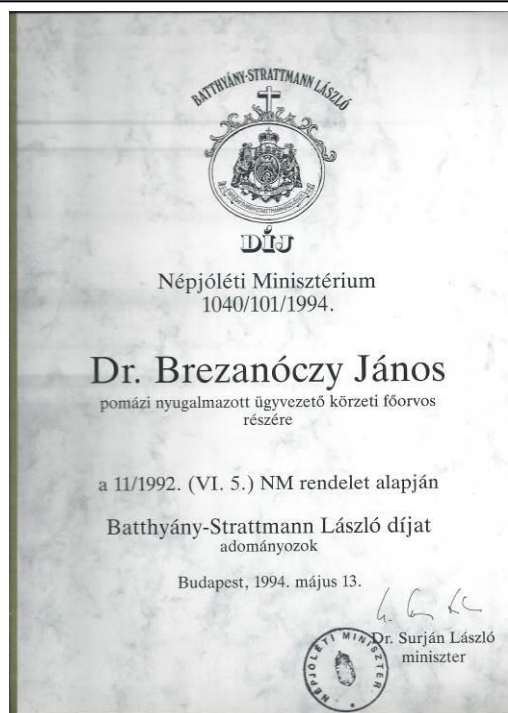 BATTHYÁNY-STRATTMANN LÁSZLÓ
DÍJ
Népjóléti Minisztérium
1040/101/1994.
Dr. Brezanóczy János
pomázi nyugalmazott ügyvezető körzeti főorvos
részére
a 11/1992. (VI. 5.) NM rendelet alapján
Batthyány-Strattmann László díjat
adományozok
Budapest, 1994. május 13.
Dr. Surján László
miniszter
NÉPJÓLÉTI MINISZTER